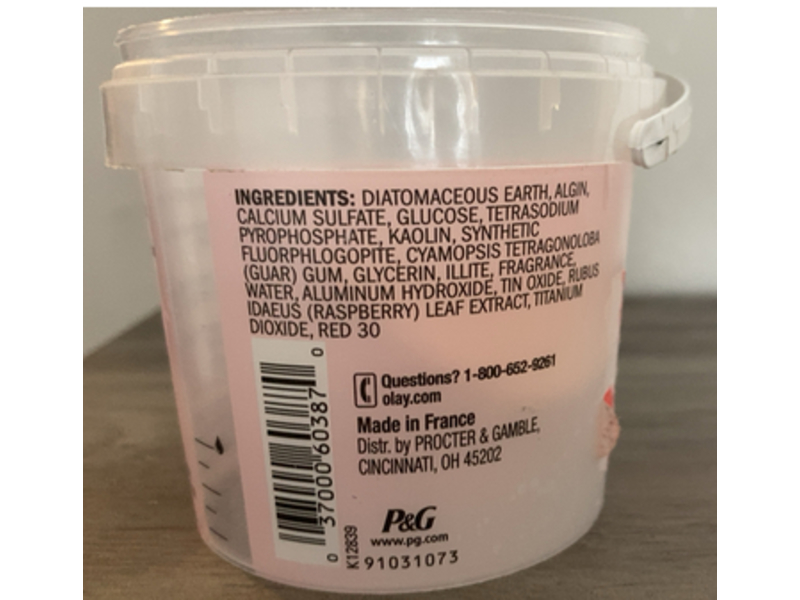 INGREDIENTS: DIATOMACEOUS EARTH, ALGIN,
CALCIUM SULFATE, GLUCOSE, TETRASODIUM
PYROPHOSPHATE, KAOLIN, SYNTHETIC
FLUORPHLOGOPITE, CYAMOPSIS TETRAGONOLOBA
(GUAR) GUM, GLYCERIN, ILLITE, FRAGRANCE,
WATER, ALUMINUM HYDROXIDE, TIN OXIDE, RUBUS
IDAEUS (RASPBERRY) LEAF EXTRACT, TITANIUM
DIOXIDE, RED 30
Questions? 1-800-652-9261
olay.com
Made in France
Distr. by PROCTER & GAMBLE,
CINCINNATI, OH 45202
P&G
www.pg.com
91031073
K12839
0 37000 60387 0